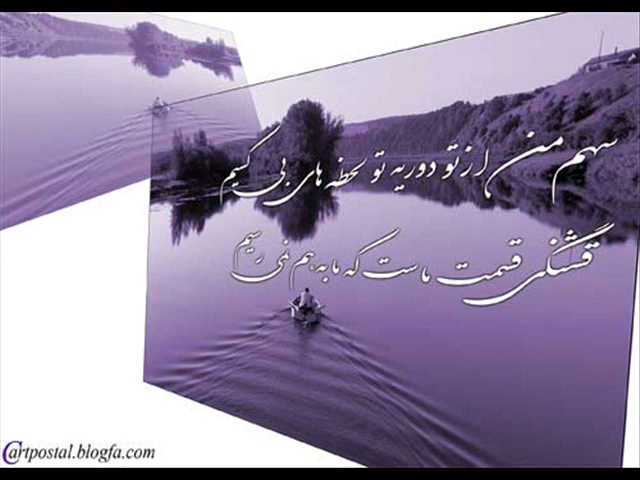 سهم من از تو دوریه تو لحظه های بی کسیم
قشنگی قسمت ماست که ما به هم نمی رسیم
Cartpostal.blogfa.com